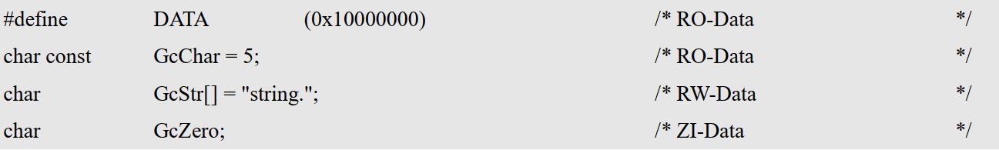 #define DATA (0x10000000) /* RO-Data */
char const GcChar = 5; /* RO-Data */
char GcStr[] = "string."; /* RW-Data */
char GcZero; /* ZI-Data */